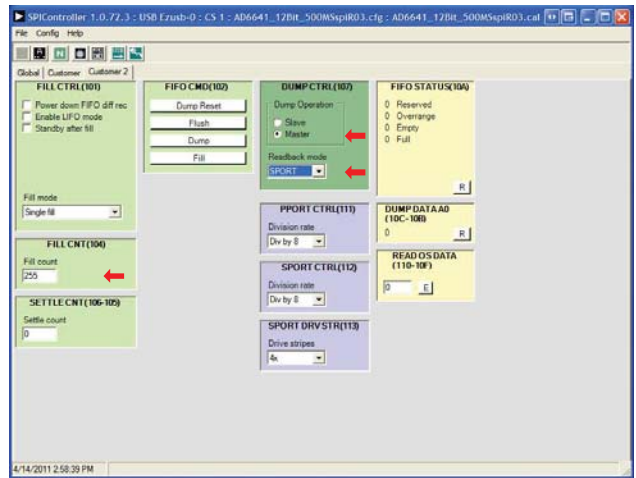 SPIController 1.0.72.3 : USB Ezusb-0 : CS 1 : AD6641_12Bit_500MSspiR03.cfg : AD6641_12Bit_500MSspiR03.cal
File Config Help
Global Customer Customer 2
FILL CTRL(101)
Power down FIFO diff rec
Enable LIFO mode
Standby after fill
Fill mode
Single fill
FILL CNT(104)
Fill count
255
SETTLE CNT(106-105)
Settle count
0
FIFO CMD(102)
Dump Reset
Flush
Dump
Fill
DUMP CTRL(107)
Dump Operation
Slave
Master
Readback mode
SPORT
PPORT CTRL(111)
Division rate
Div by 8
SPORT CTRL(112)
Division rate
Div by 8
SPORT DRV STR(113)
Drive stripes
4x
FIFO STATUS(10A)
0 Reserved
0 Overrange
0 Empty
0 Full
R
DUMP DATA A0
(10C-10B)
0 R
READ OS DATA
(110-10F)
0 E
4/14/2011 2:58:39 PM